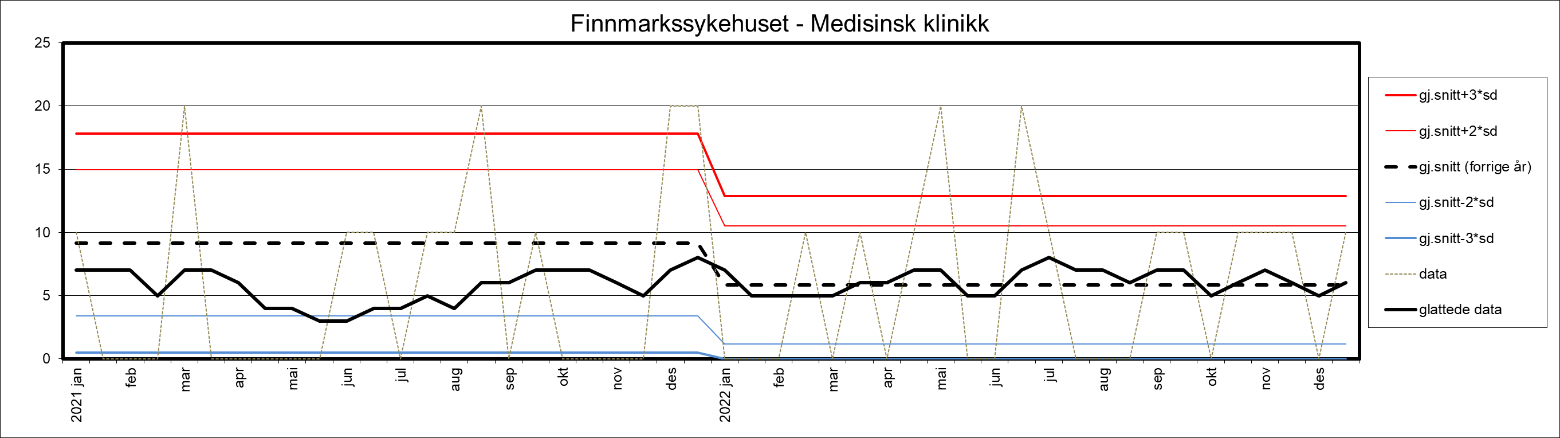 Finnmarkssykehuset - Medisinsk klinikk
25
20
15
10
5
0
2021 jan
feb
mar
apr
mai
jun
jul
aug
sep
okt
nov
des
2022 jan
feb
mar
apr
mai
jun
jul
aug
sep
okt
nov
des
gj.snitt+3*sd
gj.snitt+2*sd
gj.snitt (forrige år)
gj.snitt-2*sd
gj.snitt-3*sd
data
glattede data